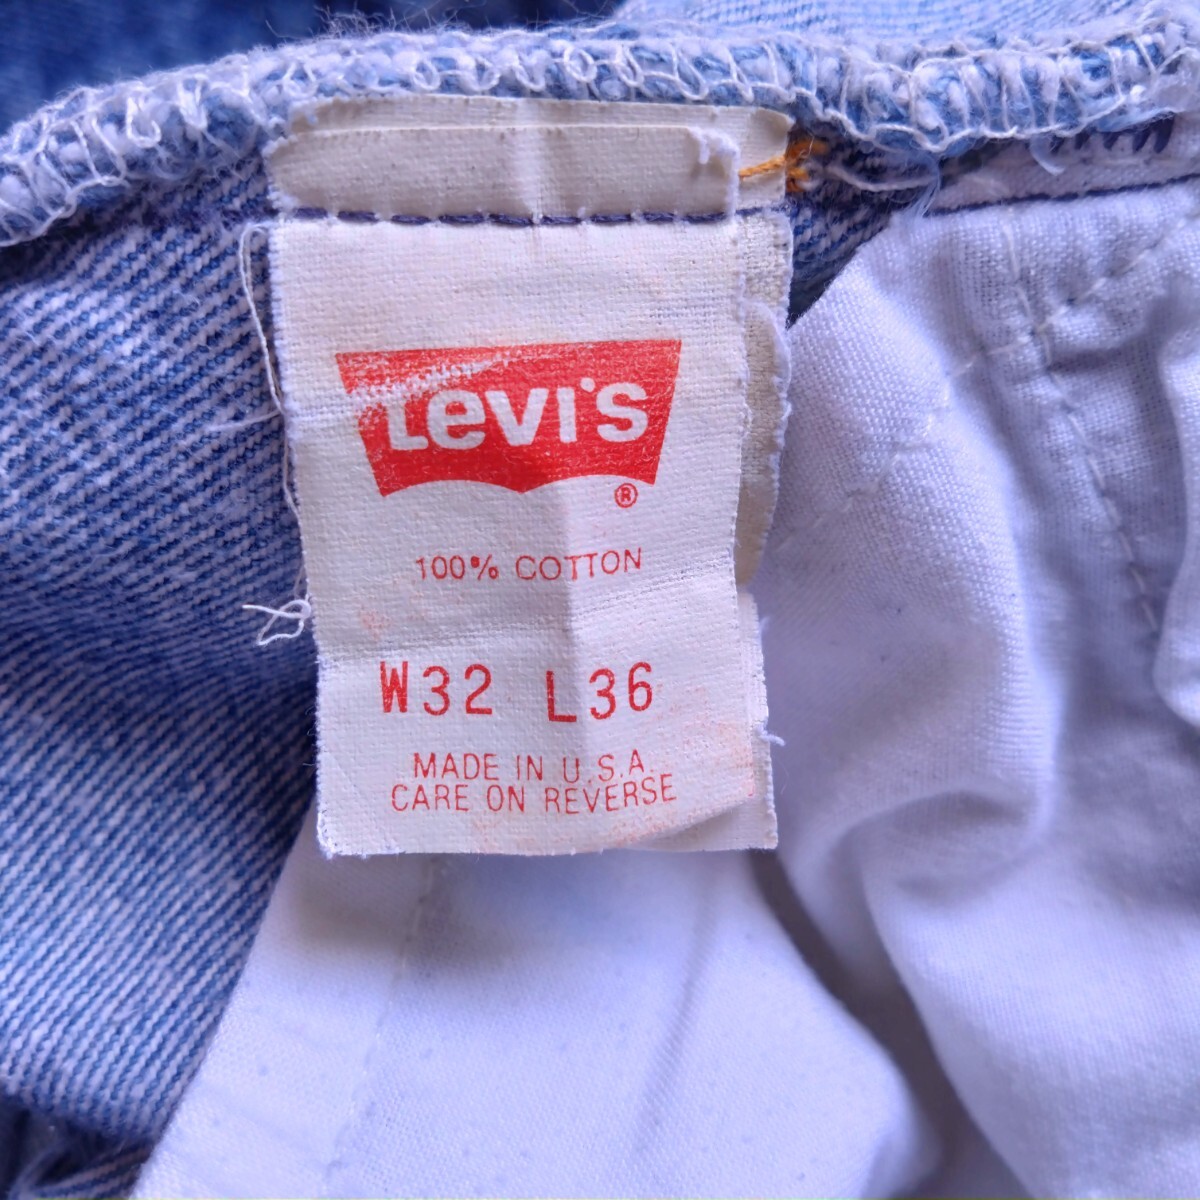 Levi's
®
100% COTTON
W32 L36
MADE IN U.S.A.
CARE ON REVERSE